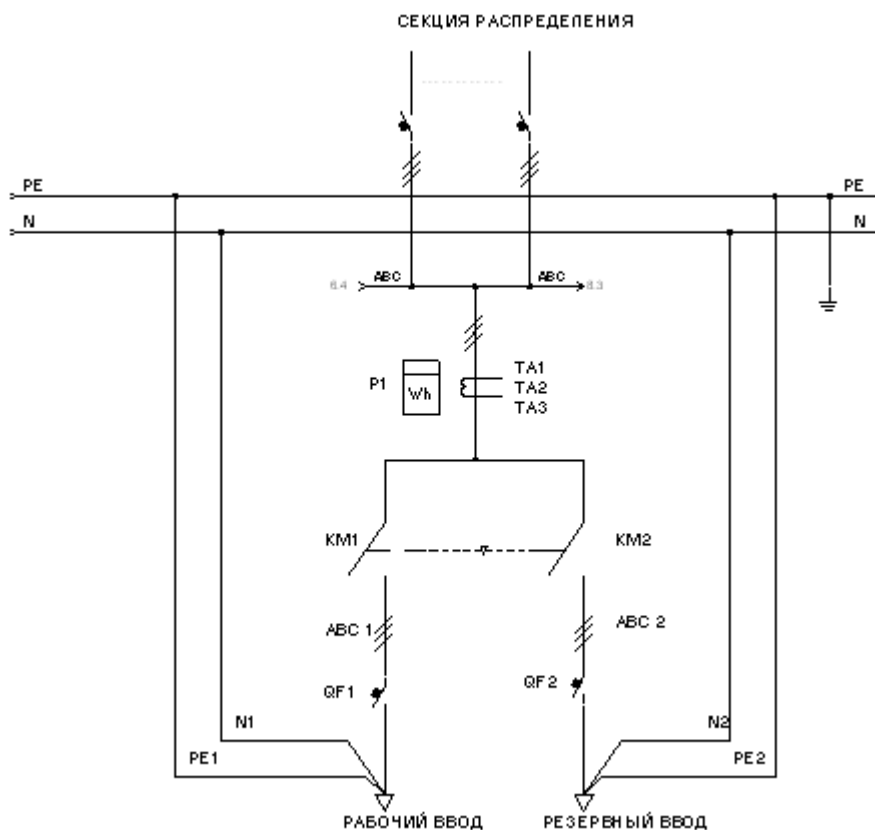 СЕКЦИЯ РАСПРЕДЕЛЕНИЯ
PE PE
N N
6.4 ABC ABC 6.3
P1 Wh TA1
TA2
TA3
KM1 KM2
ABC 1 ABC 2
QF1 QF2
N1 N2
PE1 PE2
РАБОЧИЙ ВВОД РЕЗЕРВНЫЙ ВВОД